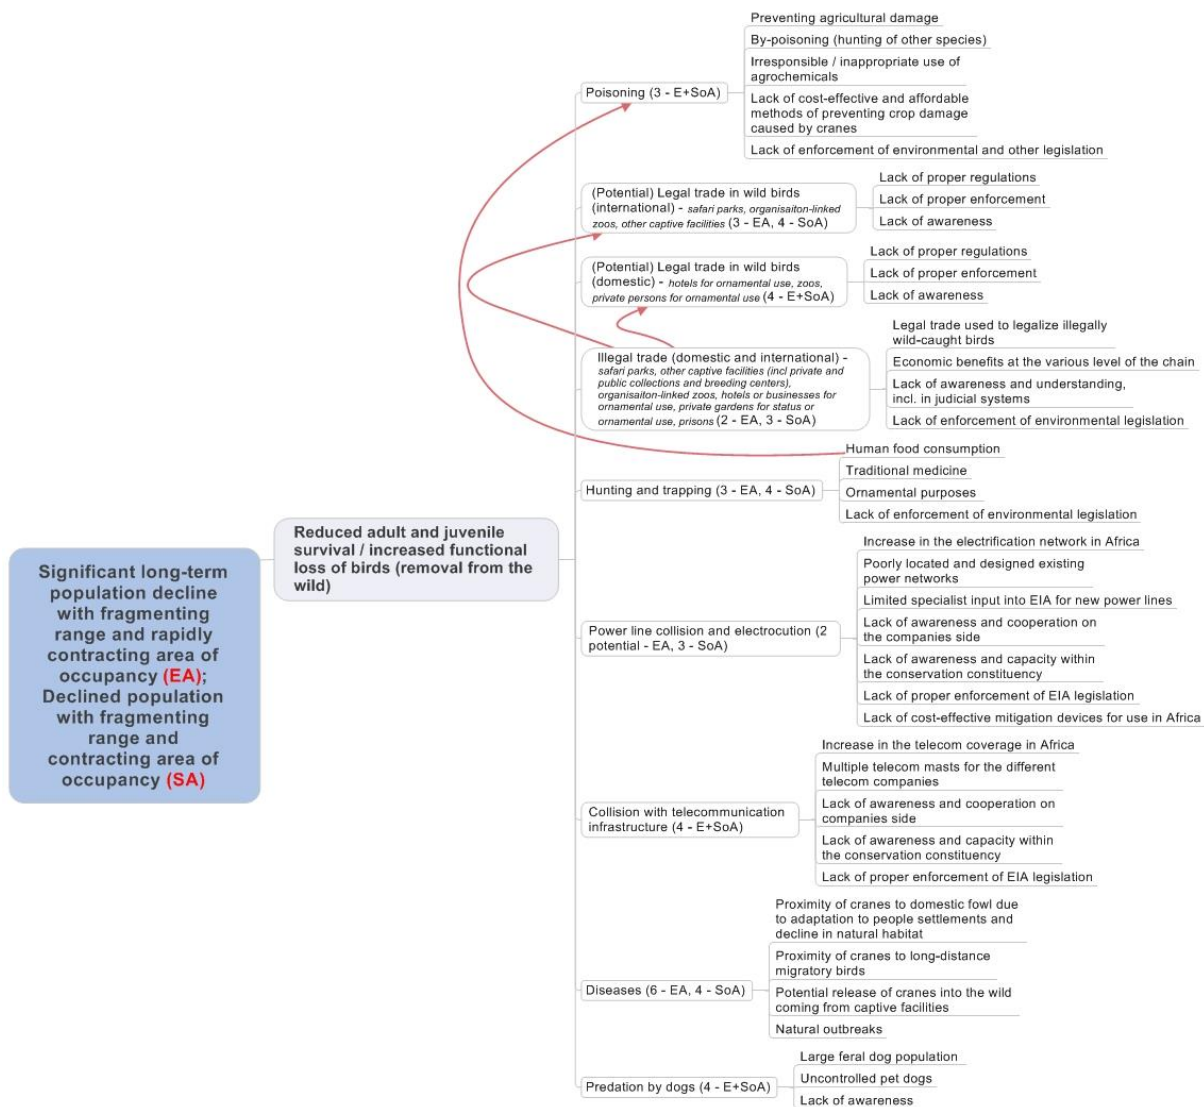 Significant long-term
population decline
with fragmenting
range and rapidly
contracting area of
occupancy (EA);
Declined population
with fragmenting
range and
contracting area of
occupancy (SA)
Reduced adult and juvenile
survival / increased functional
loss of birds (removal from the
wild)
Poisoning (3 - E+SoA)
Preventing agricultural damage
By-poisoning (hunting of other species)
Irresponsible / inappropriate use of
agrochemicals
Lack of cost-effective and affordable
methods of preventing crop damage
caused by cranes
Lack of enforcement of environmental and other legislation
(Potential) Legal trade in wild birds
(international) - safari parks, organisaiton-linked
zoos, other captive facilities (3 - EA, 4 - SoA)
Lack of proper regulations
Lack of proper enforcement
Lack of awareness
(Potential) Legal trade in wild birds
(domestic) - hotels for ornamental use, zoos,
private persons for ornamental use (4 - E+SoA)
Lack of proper regulations
Lack of proper enforcement
Lack of awareness
Illegal trade (domestic and international) -
safari parks, other captive facilities (incl private and
public collections and breeding centers),
organisaiton-linked zoos, hotels or businesses for
ornamental use, private gardens for status or
ornamental use, prisons (2 - EA, 3 - SoA)
Legal trade used to legalize illegally
wild-caught birds
Economic benefits at the various level of the chain
Lack of awareness and understanding,
incl. in judicial systems
Lack of enforcement of environmental legislation
Hunting and trapping (3 - EA, 4 - SoA)
Human food consumption
Traditional medicine
Ornamental purposes
Lack of enforcement of environmental legislation
Power line collision and electrocution (2
potential - EA, 3 - SoA)
Increase in the electrification network in Africa
Poorly located and designed existing
power networks
Limited specialist input into EIA for new power lines
Lack of awareness and cooperation on
the companies side
Lack of awareness and capacity within
the conservation constituency
Lack of proper enforcement of EIA legislation
Lack of cost-effective mitigation devices for use in Africa
Collision with telecommunication
infrastructure (4 - E+SoA)
Increase in the telecom coverage in Africa
Multiple telecom masts for the different
telecom companies
Lack of awareness and cooperation on
companies side
Lack of awareness and capacity within
the conservation constituency
Lack of proper enforcement of EIA legislation
Diseases (6 - EA, 4 - SoA)
Proximity of cranes to domestic fowl due
to adaptation to people settlements and
decline in natural habitat
Proximity of cranes to long-distance
migratory birds
Potential release of cranes into the wild
coming from captive facilities
Natural outbreaks
Predation by dogs (4 - E+SoA)
Large feral dog population
Uncontrolled pet dogs
Lack of awareness